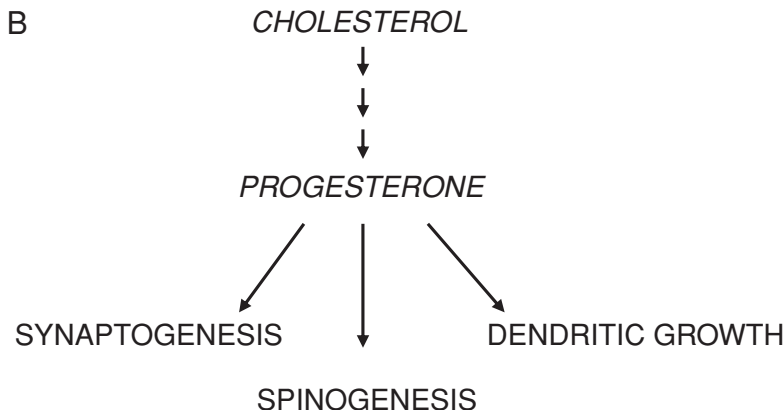 B
CHOLESTEROL
PROGESTERONE
SYNAPTOGENESIS
DENDRITIC GROWTH
SPINOGENESIS